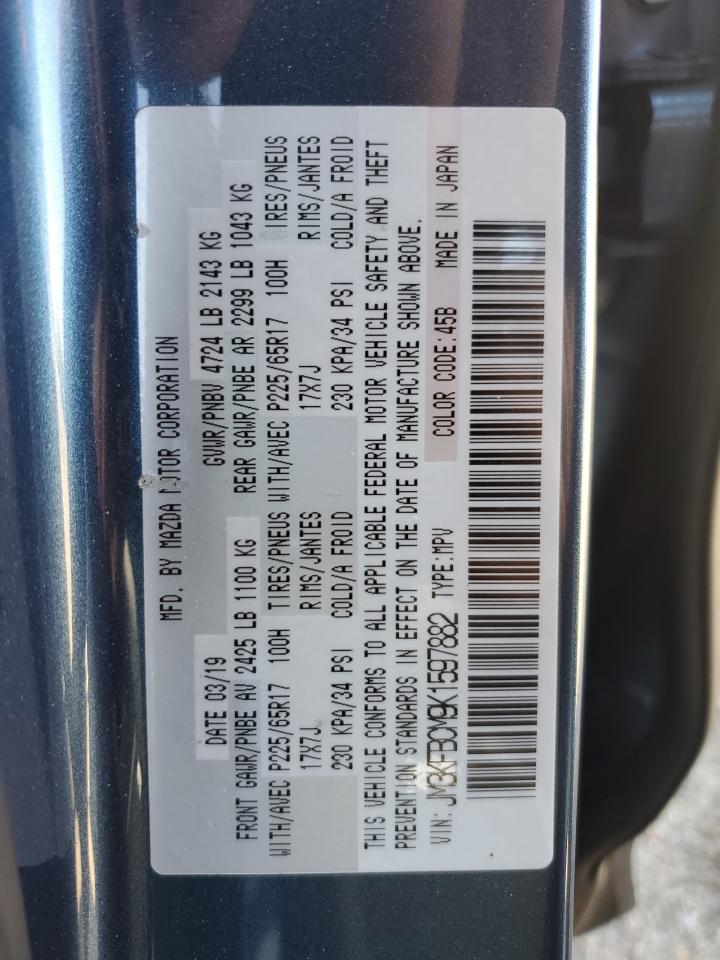 MFD. BY MAZDA MOTOR CORPORATION
DATE 03/19 GVWR/PNBV 4724 LB 2143 KG
FRONT GAWR/PNBE AV 2425 LB 1100 KG REAR GAWR/PNBE AR 2299 LB 1043 KG
WITH/AVEC P225/65R17 100H TIRES/PNEUS WITH/AVEC P225/65R17 100H TIRES/PNEUS
17X7J RIMS/JANTES 17X7J RIMS/JANTES
230 KPA/34 PSI COLD/A FROID 230 KPA/34 PSI COLD/A FROID
THIS VEHICLE CONFORMS TO ALL APPLICABLE FEDERAL MOTOR VEHICLE SAFETY AND THEFT
PREVENTION STANDARDS IN EFFECT ON THE DATE OF MANUFACTURE SHOWN ABOVE.
VIN: JM3KFBCM9K1597882 TYPE:MPV COLOR CODE:45B MADE IN JAPAN